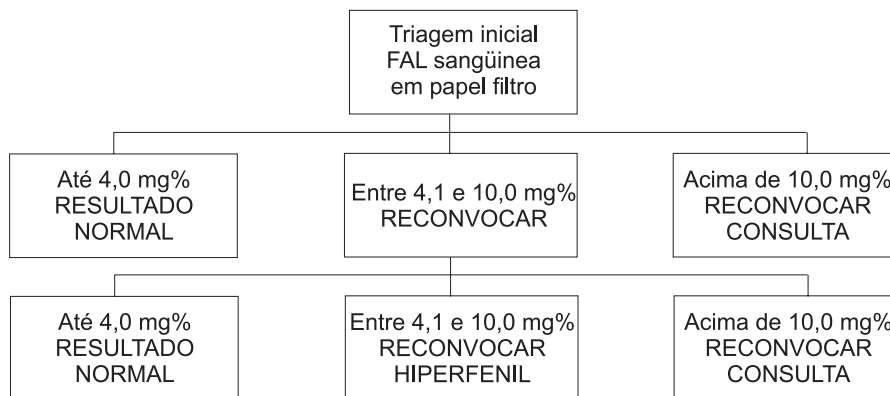 Triagem inicial
FAL sangüinea
em papel filtro
Até 4,0 mg%
RESULTADO
NORMAL
Entre 4,1 e 10,0 mg%
RECONVOCAR
Acima de 10,0 mg%
RECONVOCAR
CONSULTA
Até 4,0 mg%
RESULTADO
NORMAL
Entre 4,1 e 10,0 mg%
RECONVOCAR
HIPERFENIL
Acima de 10,0 mg%
RECONVOCAR
CONSULTA